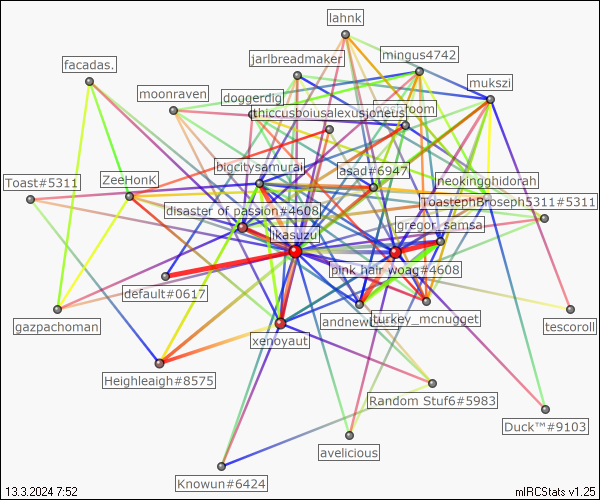 lahnk
mingus4742
jarlbreadmaker
facadas.
mukszi
moonraven
doggerdig
thiccusboiusalexusjoneus
room
bigcitysamurai
asad#6947
Toast#5311
ZeeHonK
neokingghidorah
ToastephBroseph5311#5311
disaster of passion#4608
gregor_samsa
ikasuzu
pink hair woag#4608
default#0617
gazpachoman
andrew
turkey_mcnugget
tescoroll
xenoyaut
Heighleigh#8575
Random Stuf6#5983
Duck™#9103
avelicious
Knowun#6424
13.3.2024 7:52
mIRCStats v1.25